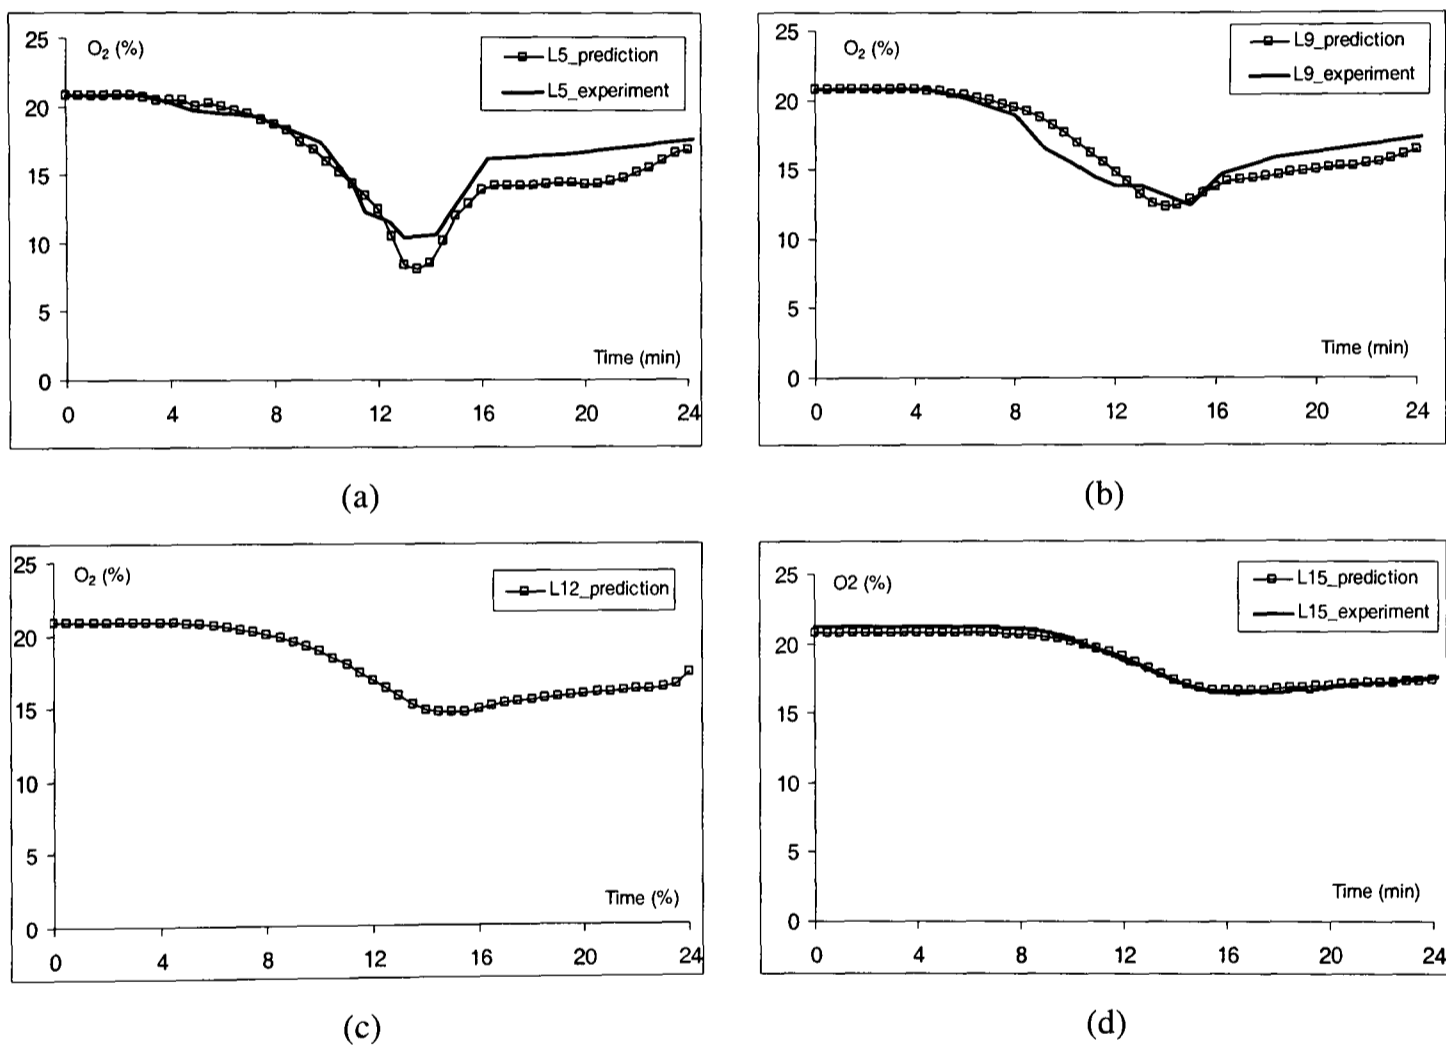 25
O₂ (%)
L5_prediction
L5_experiment
20
15
10
5
Time (min)
0
0 4 8 12 16 20 24
(a)
25
O₂ (%)
L9_prediction
L9_experiment
20
15
10
5
Time (min)
0
0 4 8 12 16 20 24
(b)
25
O₂ (%)
L12_prediction
20
15
10
5
Time (%)
0
0 4 8 12 16 20 24
(c)
25
O2 (%)
L15_prediction
L15_experiment
20
15
10
5
Time (min)
0
0 4 8 12 16 20 24
(d)